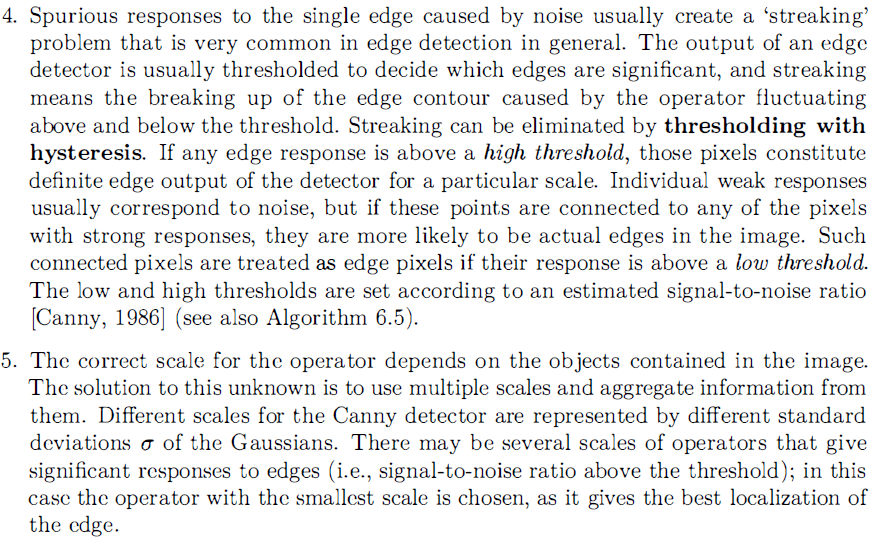 4. Spurious responses to the single edge caused by noise usually create a ‘streaking’
problem that is very common in edge detection in general. The output of an edge
detector is usually thresholded to decide which edges are significant, and streaking
means the breaking up of the edge contour caused by the operator fluctuating
above and below the threshold. Streaking can be eliminated by thresholding with
hysteresis. If any edge response is above a high threshold, those pixels constitute
definite edge output of the detector for a particular scale. Individual weak responses
usually correspond to noise, but if these points are connected to any of the pixels
with strong responses, they are more likely to be actual edges in the image. Such
connected pixels are treated as edge pixels if their response is above a low threshold.
The low and high thresholds are set according to an estimated signal-to-noise ratio
[Canny, 1986] (see also Algorithm 6.5).
5. The correct scale for the operator depends on the objects contained in the image.
The solution to this unknown is to use multiple scales and aggregate information from
them. Different scales for the Canny detector are represented by different standard
deviations σ of the Gaussians. There may be several scales of operators that give
significant responses to edges (i.e., signal-to-noise ratio above the threshold); in this
case the operator with the smallest scale is chosen, as it gives the best localization of
the edge.